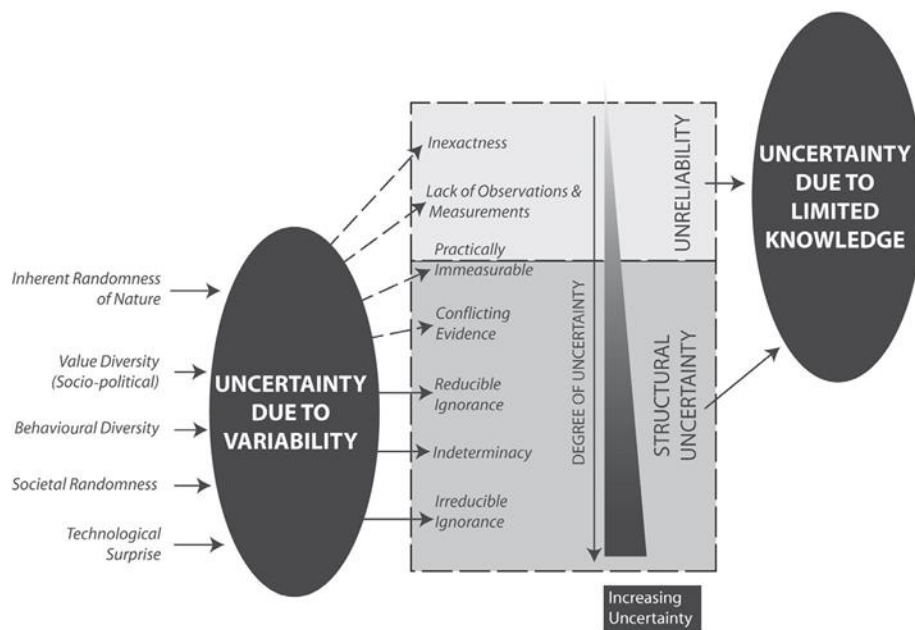 Inherent Randomness
of Nature
Value Diversity
(Socio-political)
Behavioural Diversity
Societal Randomness
Technological
Surprise
UNCERTAINTY
DUE TO
VARIABILITY
Inexactness
Lack of Observations &
Measurements
Practically
Immeasurable
Conflicting
Evidence
Reducible
Ignorance
Indeterminacy
Irreducible
Ignorance
DEGREE OF UNCERTAINTY
UNRELIABILITY
STRUCTURAL
UNCERTAINTY
Increasing
Uncertainty
UNCERTAINTY
DUE TO
LIMITED
KNOWLEDGE